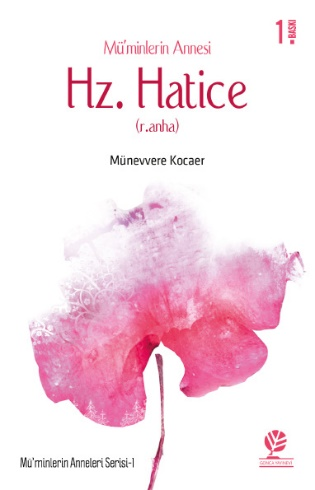 1.
BASKI
Mü'minlerin Annesi
Hz. Hatice
(r.anha)
Münevvere Kocaer
Mü'minlerin Anneleri Serisi-1